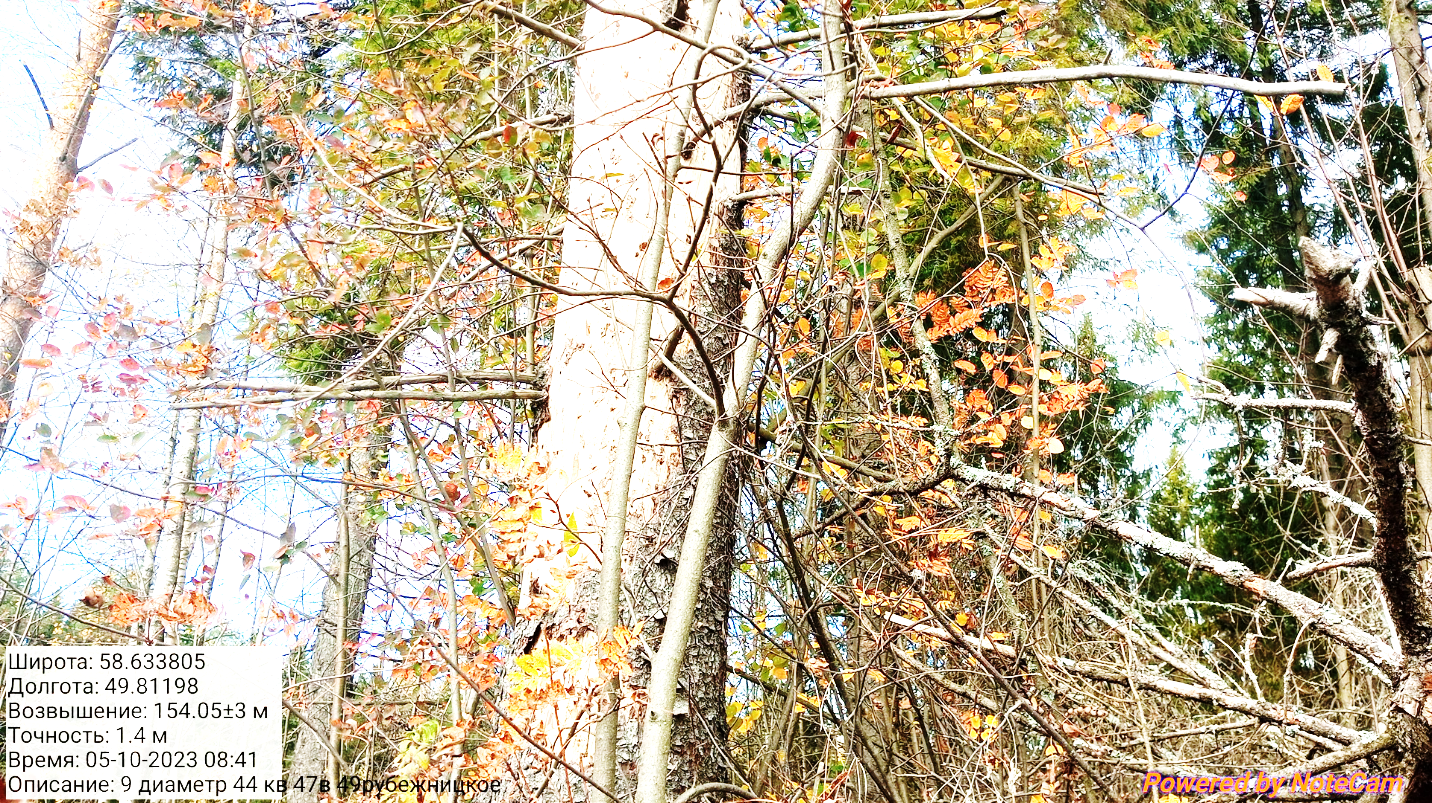 Широта: 58.633805
Долгота: 49.81198
Возвышение: 154.05±3 м
Точность: 1.4 м
Время: 05-10-2023 08:41
Описание: 9 диаметр 44 кв 47в 49рубежницкое
Powered by NoteCam